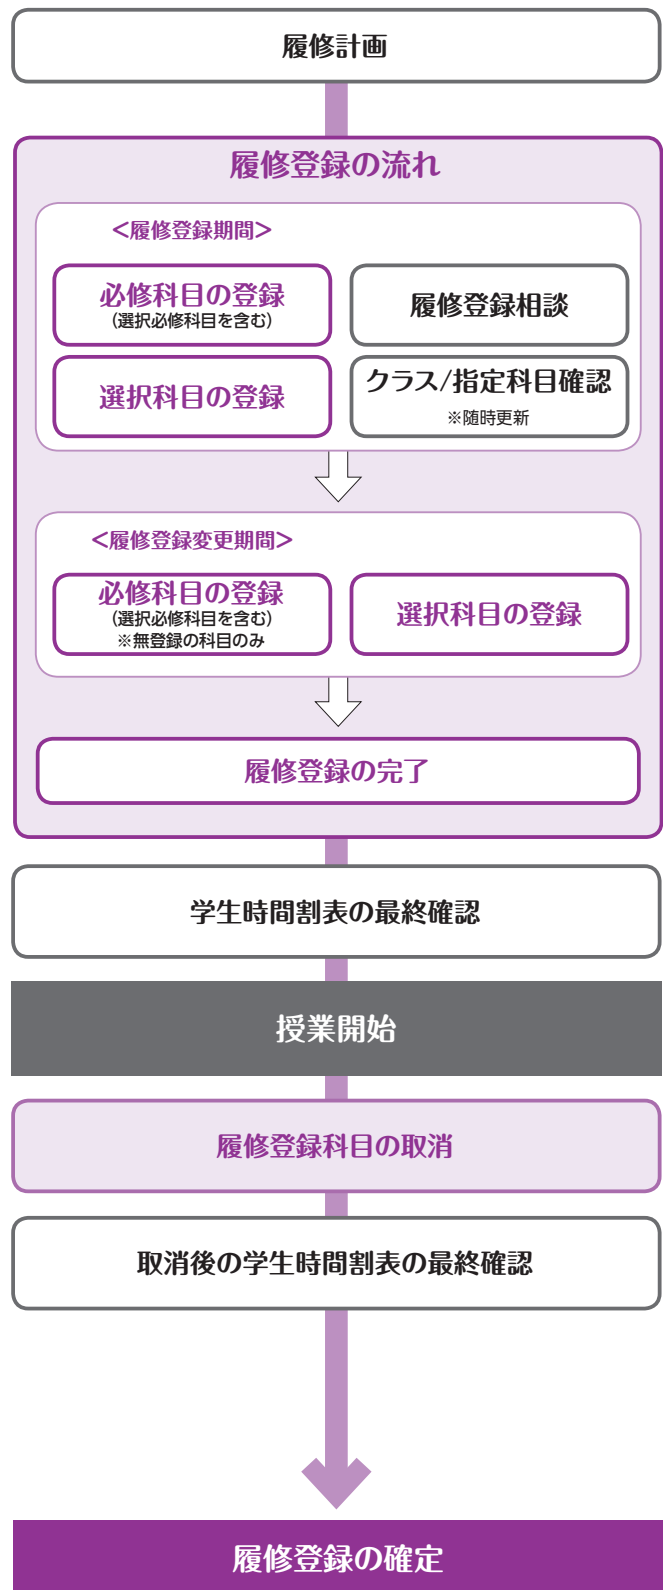 履修計画
履修登録の流れ
<履修登録期間>
必修科目の登録
(選択必修科目を含む)
履修登録相談
選択科目の登録
クラス/指定科目確認
※随時更新
<履修登録変更期間>
必修科目の登録
(選択必修科目を含む)
※無登録の科目のみ
選択科目の登録
履修登録の完了
学生時間割表の最終確認
授業開始
履修登録科目の取消
取消後の学生時間割表の最終確認
履修登録の確定